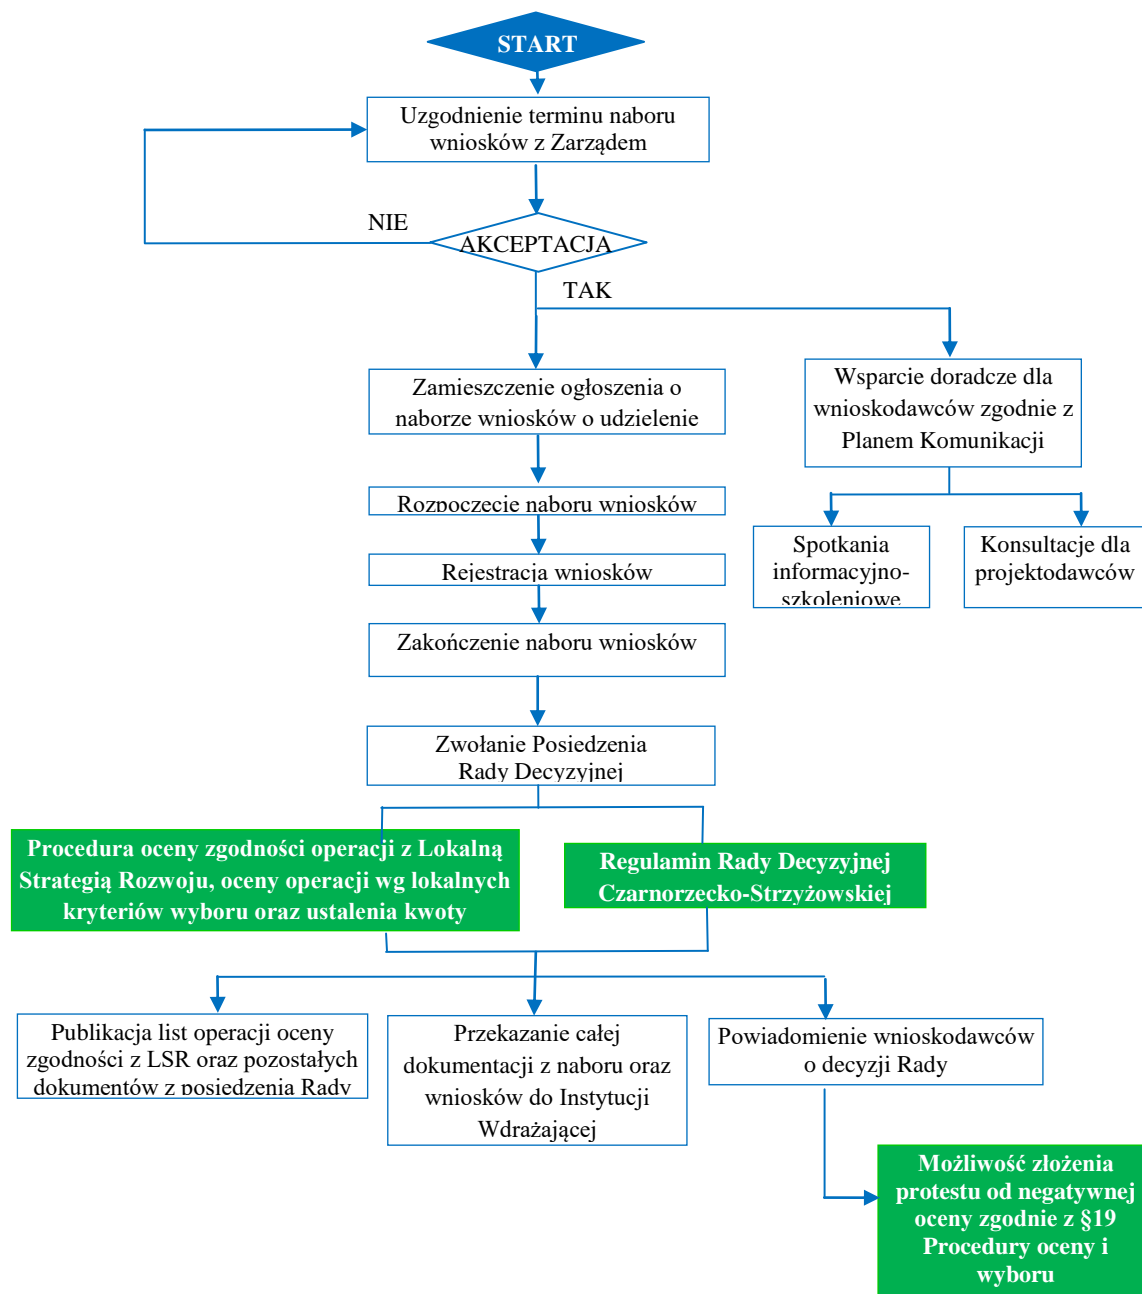 START
Uzgodnienie terminu naboru
wniosków z Zarządem
NIE
AKCEPTACJA
TAK
Zamieszczenie ogłoszenia o
naborze wniosków o udzielenie
Wsparcie doradcze dla
wnioskodawców zgodnie z
Planem Komunikacji
Rozpoczęcie naboru wniosków
Spotkania
informacyjno-
szkoleniowe
Konsultacje dla
projektodawców
Rejestracja wniosków
Zakończenie naboru wniosków
Zwołanie Posiedzenia
Rady Decyzyjnej
Procedura oceny zgodności operacji z Lokalną
Strategią Rozwoju, oceny operacji wg lokalnych
kryteriów wyboru oraz ustalenia kwoty
Regulamin Rady Decyzyjnej
Czarnorzecko-Strzyżowskiej
Publikacja list operacji oceny
zgodności z LSR oraz pozostałych
dokumentów z posiedzenia Rady
Przekazanie całej
dokumentacji z naboru oraz
wniosków do Instytucji
Wdrażającej
Powiadomienie wnioskodawców
o decyzji Rady
Możliwość złożenia
protestu od negatywnej
oceny zgodnie z §19
Procedury oceny i
wyboru